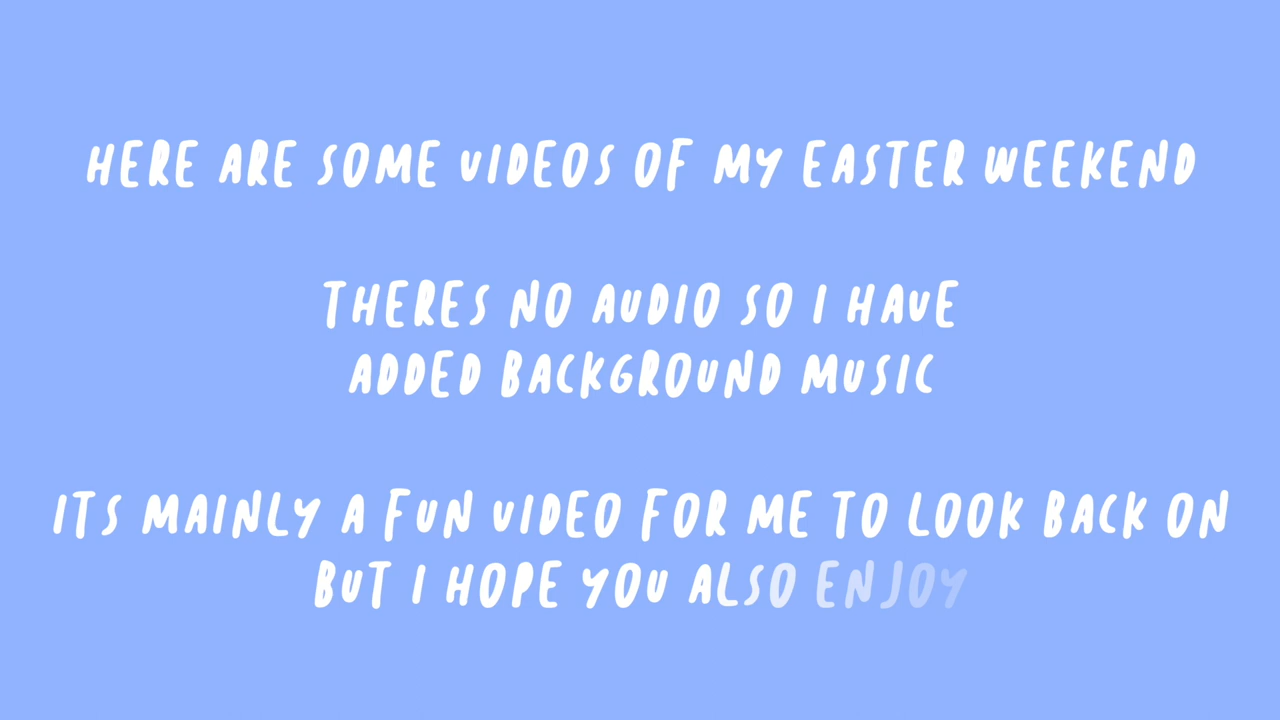 HERE ARE SOME VIDEOS OF MY EASTER WEEKEND
THERES NO AUDIO SO I HAVE
ADDED BACKGROUND MUSIC
ITS MAINLY A FUN VIDEO FOR ME TO LOOK BACK ON
BUT I HOPE YOU ALSO ENJOY